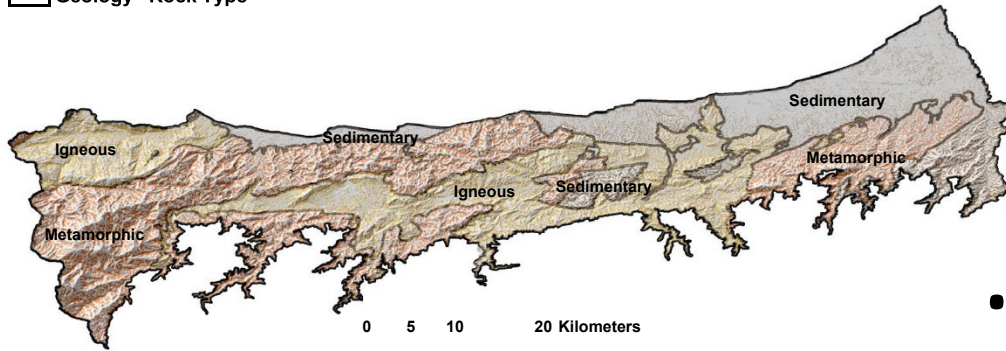 Geology - Rock Type
Sedimentary
Sedimentary
Igneous
Metamorphic
Igneous
Sedimentary
Metamorphic
0 5 10 20 Kilometers